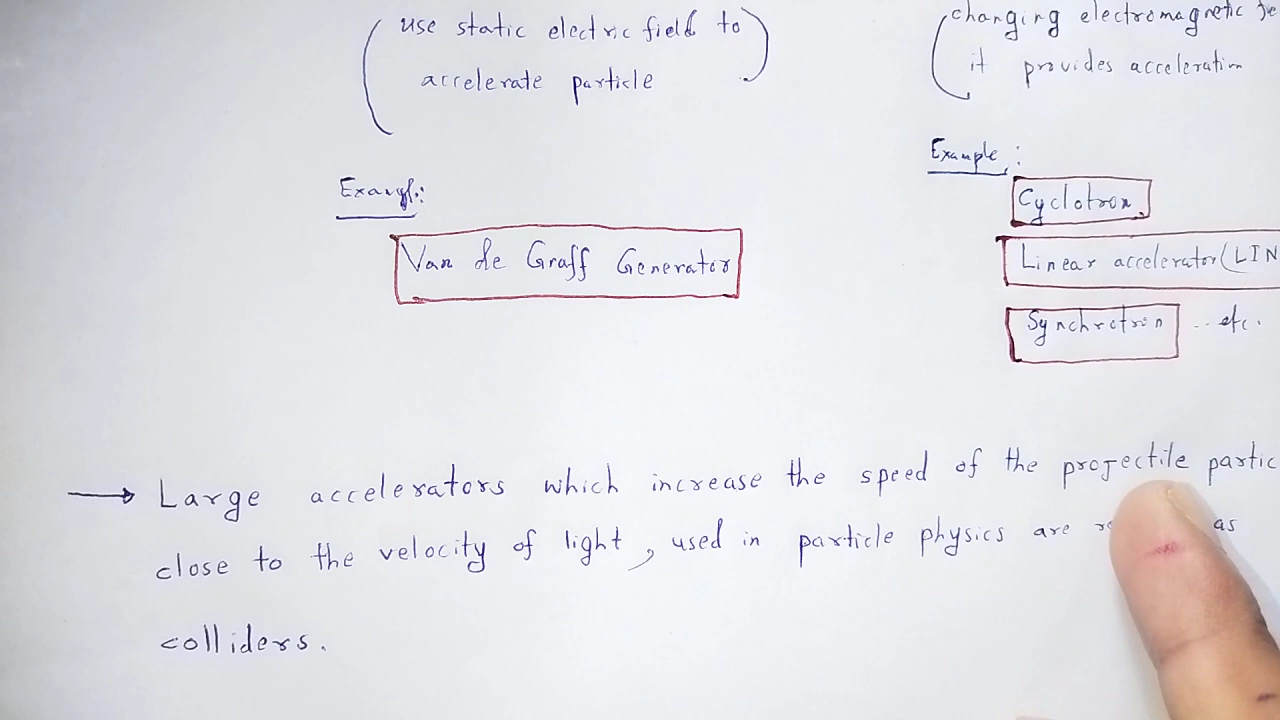 use static electric field to
accelerate particle
Example:
Van de Graff Generator
changing electromagnetic
it provides acceleration
Example:
Cyclotron
Linear accelerator (LIN
Synchrotron ... etc.
→ Large accelerators which increase the speed of the projectile partic
close to the velocity of light, used in particle physics are as
colliders.